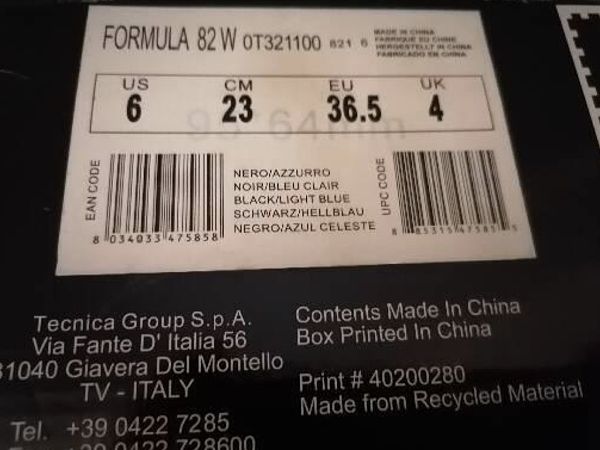 FORMULA 82 W 0T321100 821 6
MADE IN CHINA
FABRIQUE EN CHINE
HERGESTELLT IN CHINA
FABRICADO EN CHINA
US CM EU UK
6 23 36.5 4
EAN CODE
8 034033 475858
NERO/AZZURRO
NOIR/BLEU CLAIR
BLACK/LIGHT BLUE
SCHWARZ/HELLBLAU
NEGRO/AZUL CELESTE
UPC CODE
Tecnica Group S.p.A.
Via Fante D' Italia 56
31040 Giavera Del Montello
TV - ITALY
Tel. +39 0422 7285
Contents Made In China
Box Printed In China
Print # 40200280
Made from Recycled Material